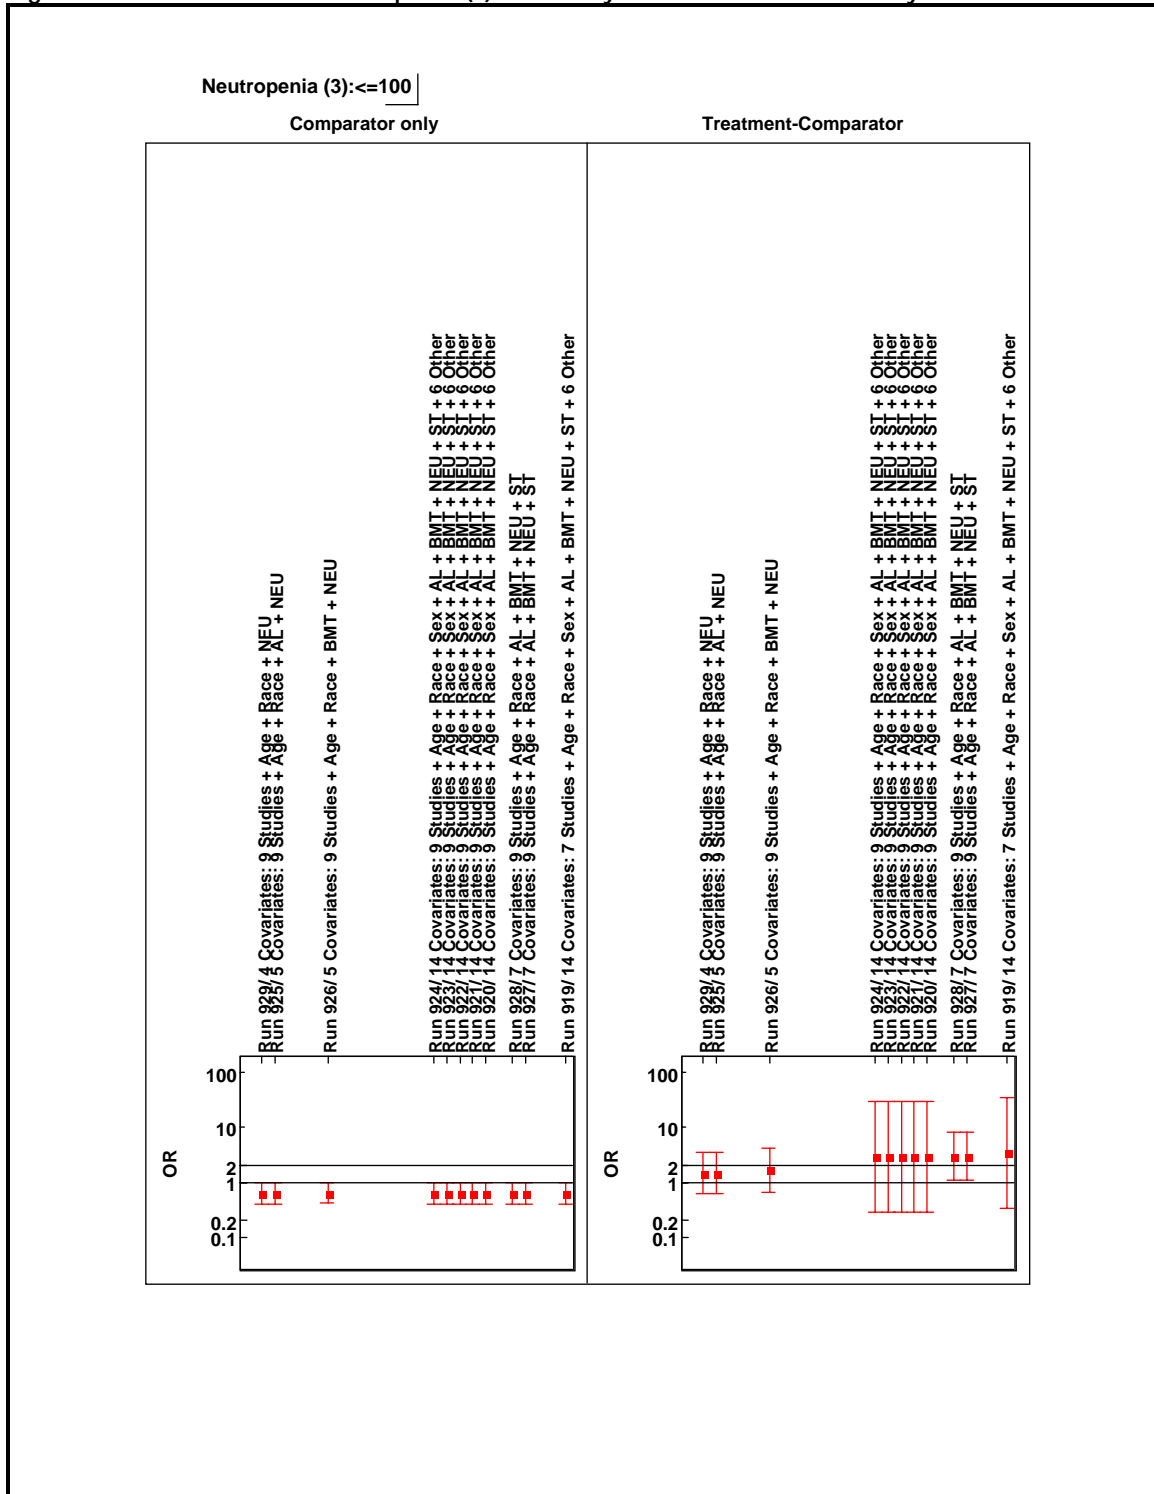 Neutropenia (3):<=100
Comparator only
Treatment-Comparator
Run 929/ 4 Covariates: 9 Studies + Age + Race + NEU
Run 925/ 5 Covariates: 9 Studies + Age + Race + AL + NEU
Run 926/ 5 Covariates: 9 Studies + Age + Race + BMT + NEU
Run 924/ 14 Covariates: 9 Studies + Age + Race + Sex + AL + BMT + NEU + ST + 6 Other
Run 923/ 14 Covariates: 9 Studies + Age + Race + Sex + AL + BMT + NEU + ST + 6 Other
Run 922/ 14 Covariates: 9 Studies + Age + Race + Sex + AL + BMT + NEU + ST + 6 Other
Run 921/ 14 Covariates: 9 Studies + Age + Race + Sex + AL + BMT + NEU + ST + 6 Other
Run 920/ 14 Covariates: 9 Studies + Age + Race + Sex + AL + BMT + NEU + ST + 6 Other
Run 928/ 7 Covariates: 9 Studies + Age + Race + AL + BMT + NEU + ST
Run 927/ 7 Covariates: 9 Studies + Age + Race + AL + BMT + NEU + ST
Run 919/ 14 Covariates: 7 Studies + Age + Race + Sex + AL + BMT + NEU + ST + 6 Other
OR
100
10
2
1
0.2
0.1
Run 929/ 4 Covariates: 9 Studies + Age + Race + NEU
Run 925/ 5 Covariates: 9 Studies + Age + Race + AL + NEU
Run 926/ 5 Covariates: 9 Studies + Age + Race + BMT + NEU
Run 924/ 14 Covariates: 9 Studies + Age + Race + Sex + AL + BMT + NEU + ST + 6 Other
Run 923/ 14 Covariates: 9 Studies + Age + Race + Sex + AL + BMT + NEU + ST + 6 Other
Run 922/ 14 Covariates: 9 Studies + Age + Race + Sex + AL + BMT + NEU + ST + 6 Other
Run 921/ 14 Covariates: 9 Studies + Age + Race + Sex + AL + BMT + NEU + ST + 6 Other
Run 920/ 14 Covariates: 9 Studies + Age + Race + Sex + AL + BMT + NEU + ST + 6 Other
Run 928/ 7 Covariates: 9 Studies + Age + Race + AL + BMT + NEU + ST
Run 927/ 7 Covariates: 9 Studies + Age + Race + AL + BMT + NEU + ST
Run 919/ 14 Covariates: 7 Studies + Age + Race + Sex + AL + BMT + NEU + ST + 6 Other
OR
100
10
2
1
0.2
0.1